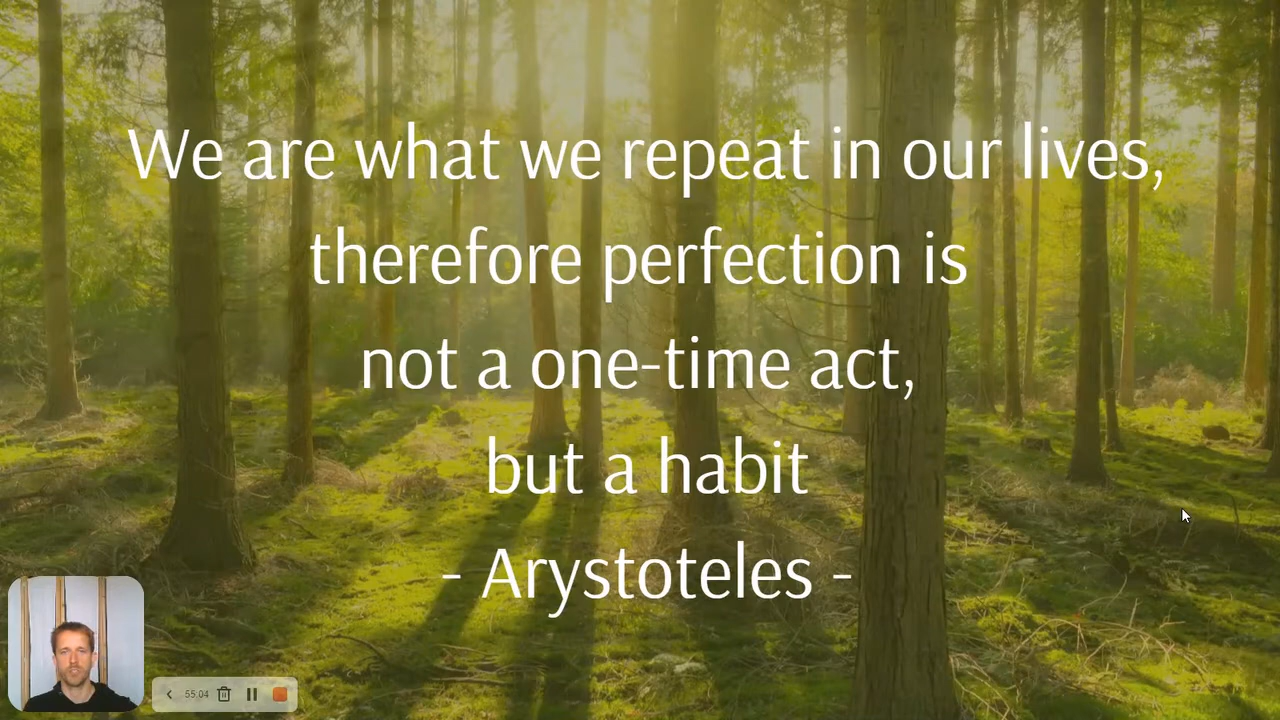 We are what we repeat in our lives,
therefore perfection is
not a one-time act,
but a habit
- Arystoteles -
55:04